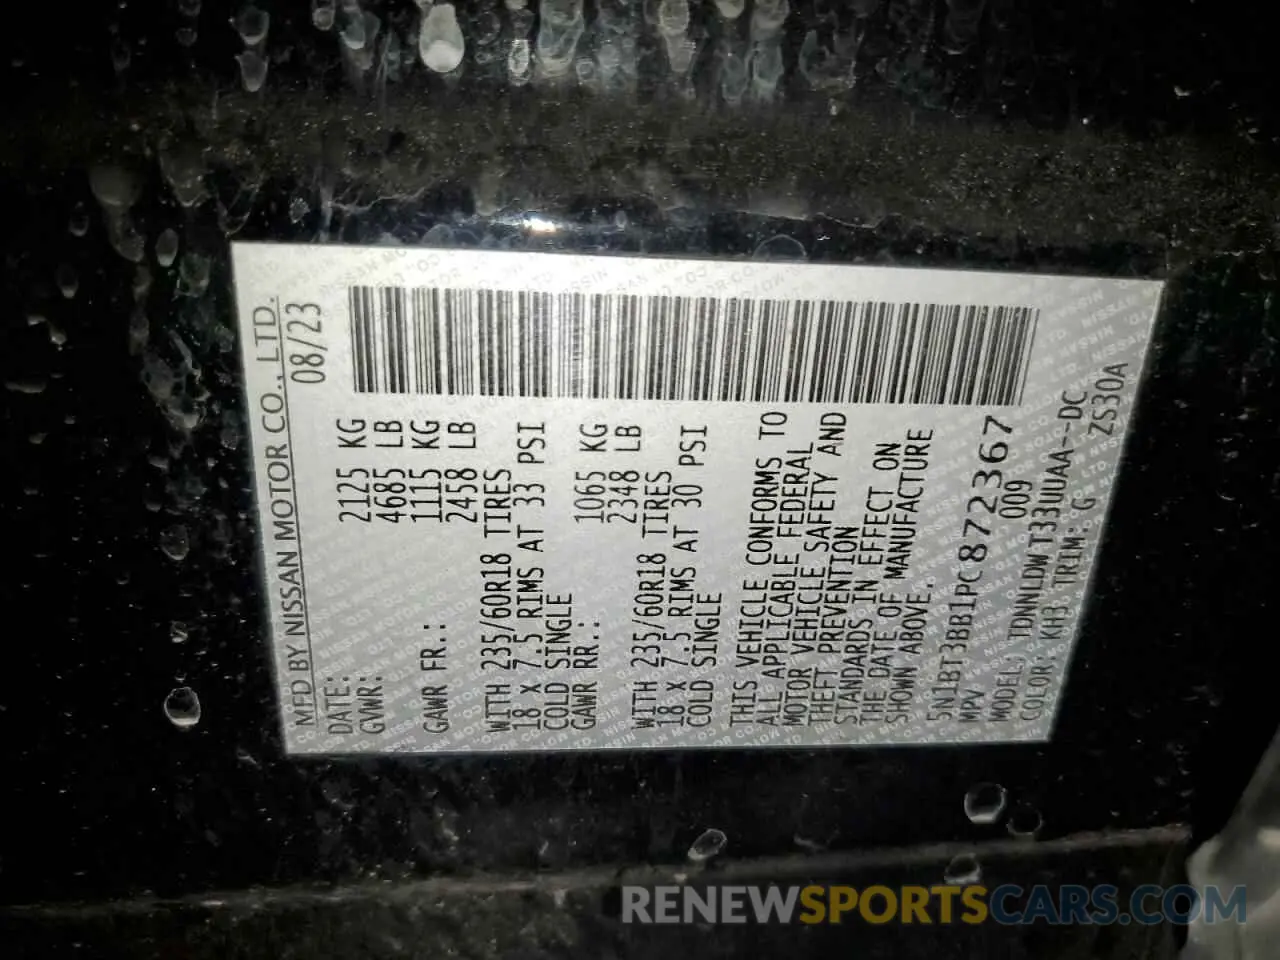 MFD BY NISSAN MOTOR CO., LTD.
DATE: 08/23
GVWR: 2125 KG
4685 LB
GAWR FR.: 1115 KG
2458 LB
WITH 235/60R18 TIRES
18 X 7.5 RIMS AT 33 PSI
COLD SINGLE
GAWR RR.: 1065 KG
2348 LB
WITH 235/60R18 TIRES
18 X 7.5 RIMS AT 30 PSI
COLD SINGLE
THIS VEHICLE CONFORMS TO
ALL APPLICABLE FEDERAL
MOTOR VEHICLE SAFETY AND
THEFT PREVENTION
STANDARDS IN EFFECT ON
THE DATE OF MANUFACTURE
SHOWN ABOVE.
5N1BT3BB1PC872367
MPV 009
MODEL: TDNNLDWT33UUAA--DC
COLOR: KH3 TRIM: G ZS30A
RENEWSPORTSCARS.COM